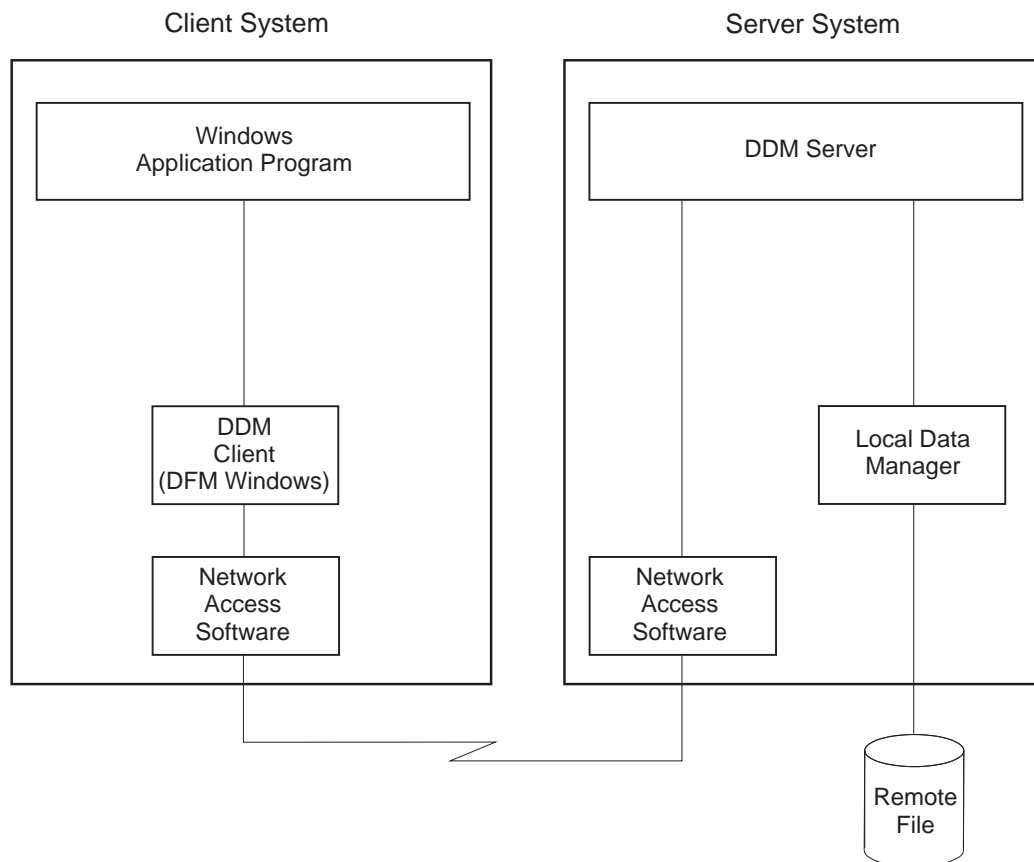 Client System
Server System
Windows
Application Program
DDM Server
DDM
Client
(DFM Windows)
Local Data
Manager
Network
Access
Software
Network
Access
Software
Remote
File